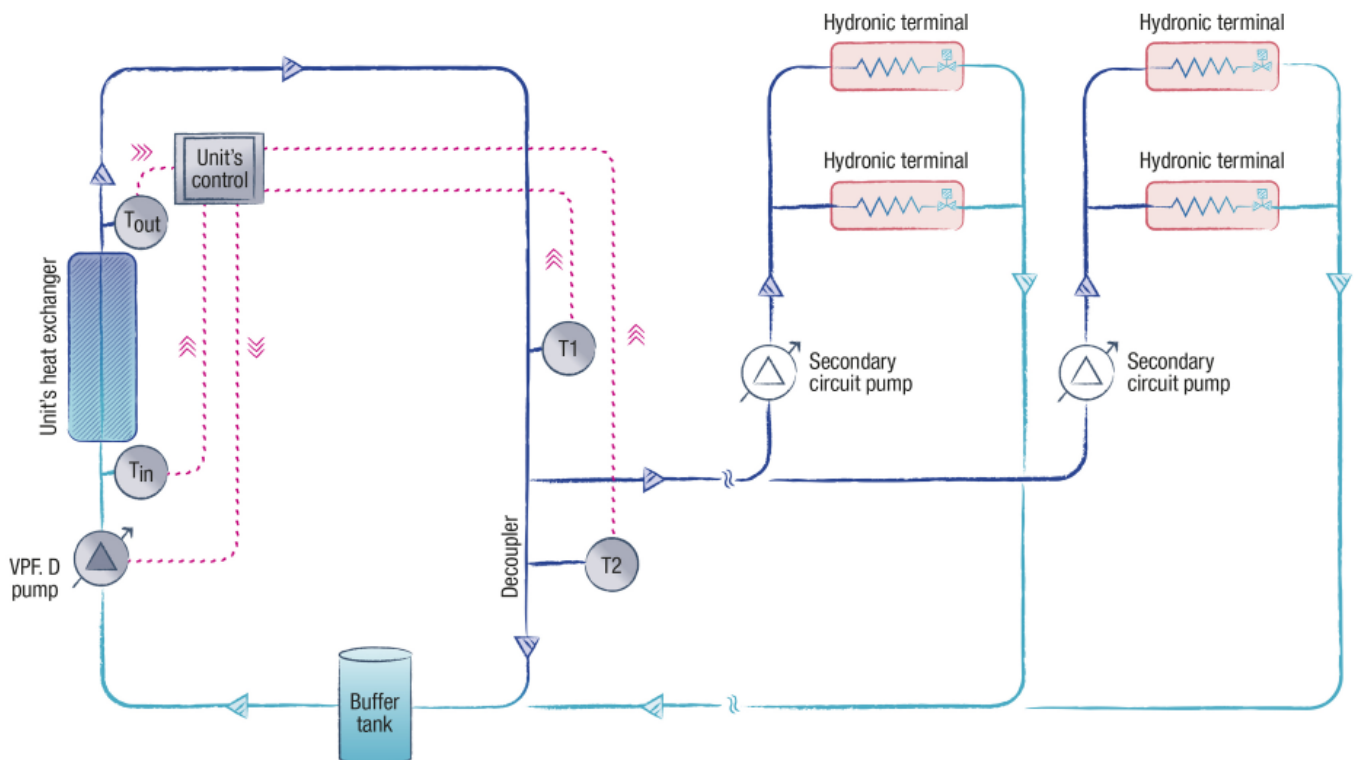 Hydronic terminal
Hydronic terminal
Unit's
control
Tout
Hydronic terminal
Hydronic terminal
Unit's heat exchanger
T1
Secondary
circuit pump
Secondary
circuit pump
Tin
VPF. D
pump
Decoupler
T2
Buffer
tank